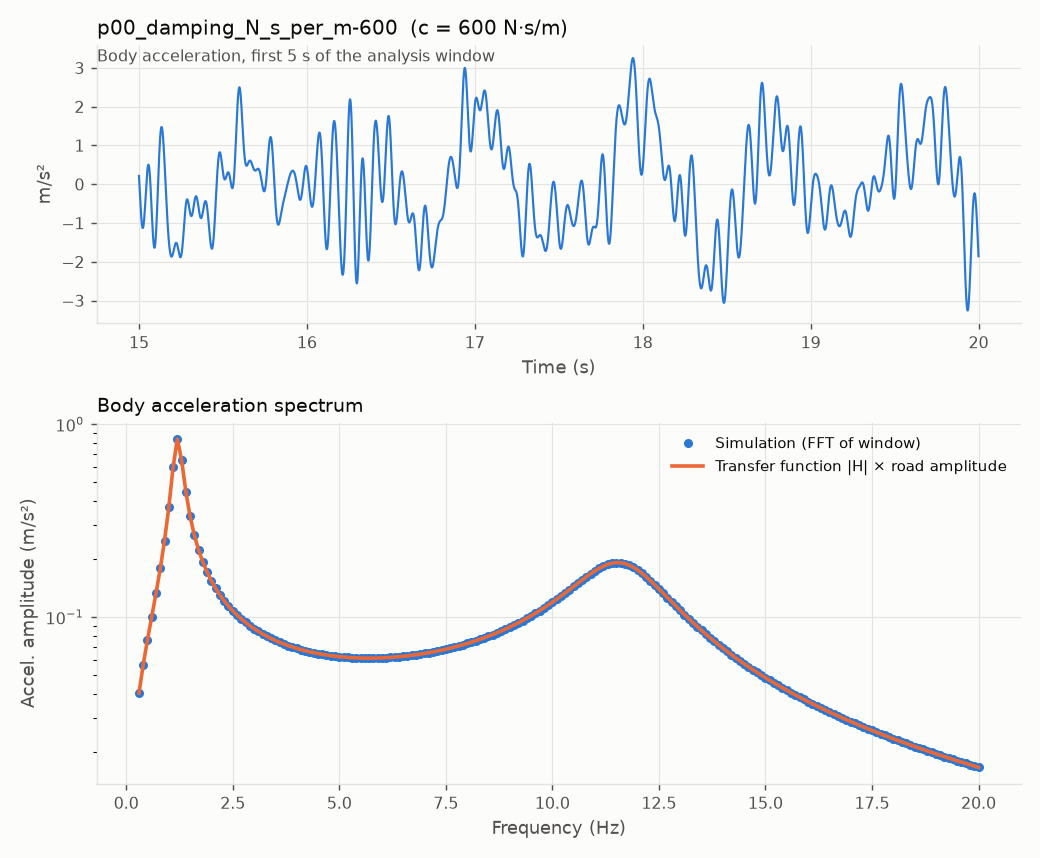 p00_damping_N_s_per_m-600  (c = 600 N·s/m)
Body acceleration, first 5 s of the analysis window
3
2
1
0
−1
−2
−3
m/s²
15 16 17 18 19 20
Time (s)
Body acceleration spectrum
10⁰
10⁻¹
Accel. amplitude (m/s²)
Simulation (FFT of window)
Transfer function |H| × road amplitude
0.0 2.5 5.0 7.5 10.0 12.5 15.0 17.5 20.0
Frequency (Hz)